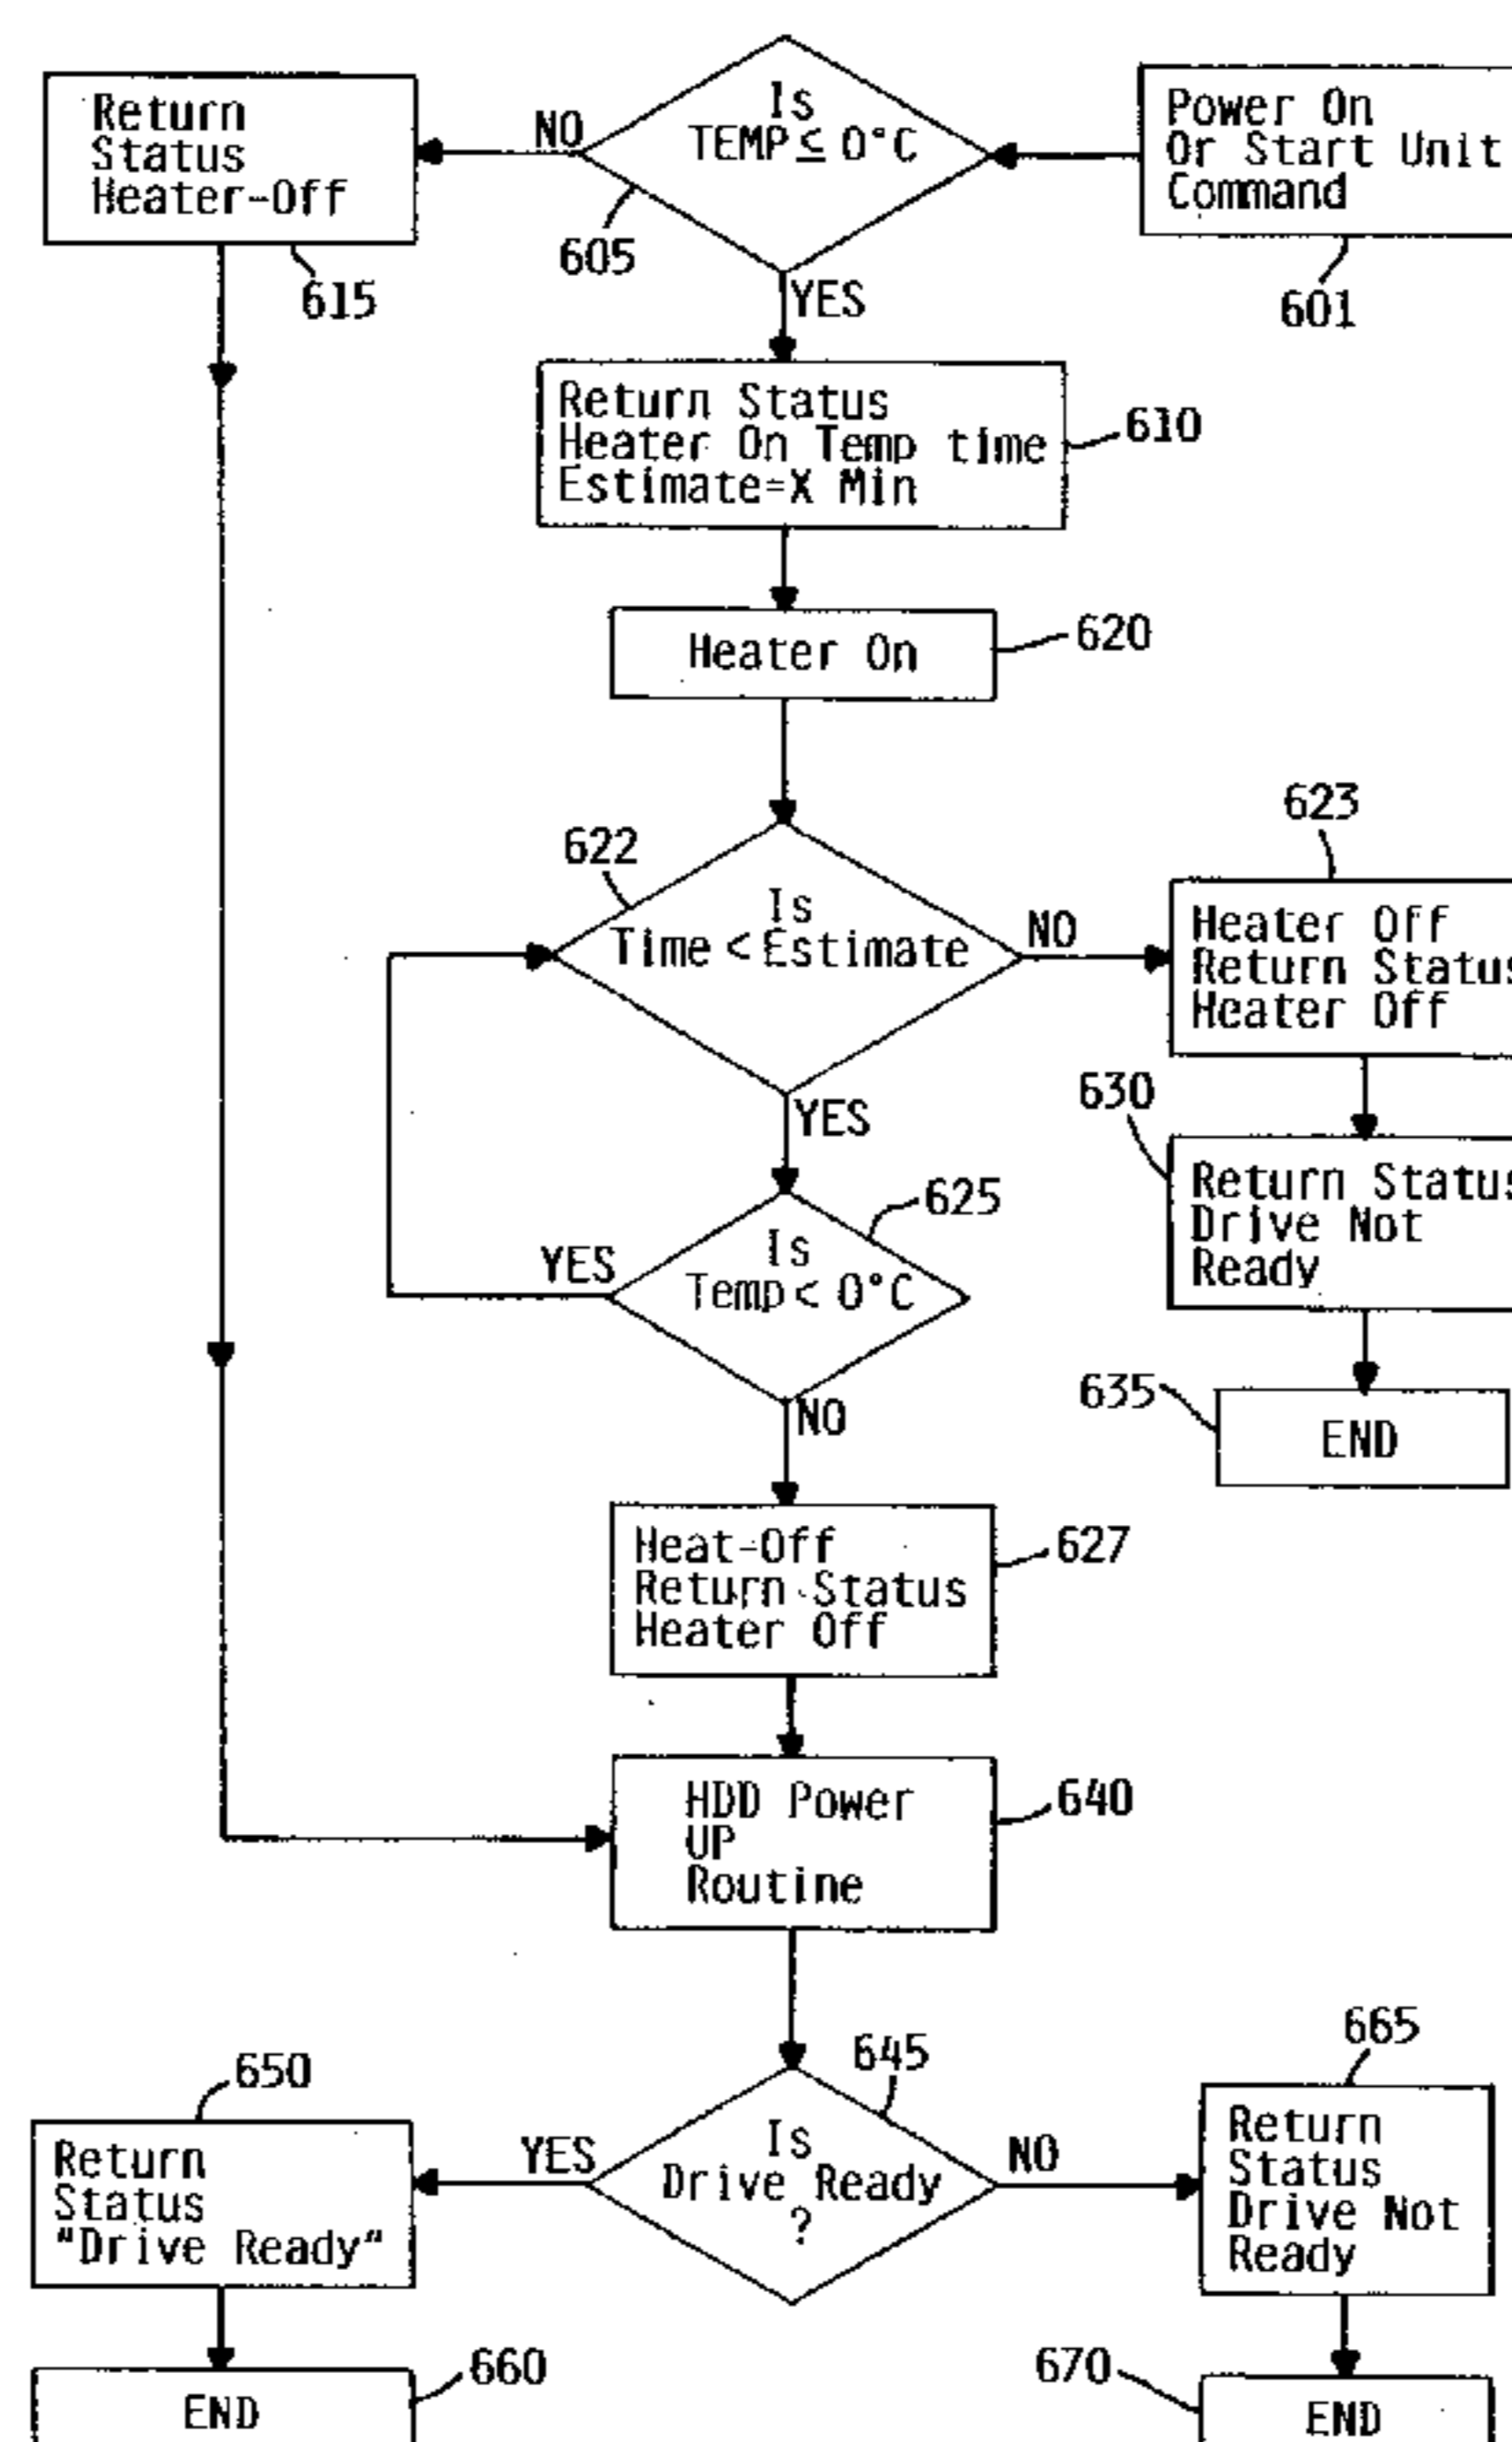 Return
Status
Heater-Off
615
NO
Is
TEMP ≤ 0°C
605
YES
Power On
Or Start Unit
Command
601
Return Status
Heater On Temp time
Estimate=X Min
610
Heater On
620
622
Is
Time < Estimate
NO
YES
623
Heater Off
Return Status
Heater Off
630
Return Status
Drive Not
Ready
625
Is
Temp < 0°C
YES
NO
635
END
Heat-Off
Return Status
Heater Off
627
HDD Power
UP
Routine
640
645
Is
Drive Ready
?
YES
NO
650
Return
Status
"Drive Ready"
665
Return
Status
Drive Not
Ready
END
660
670
END